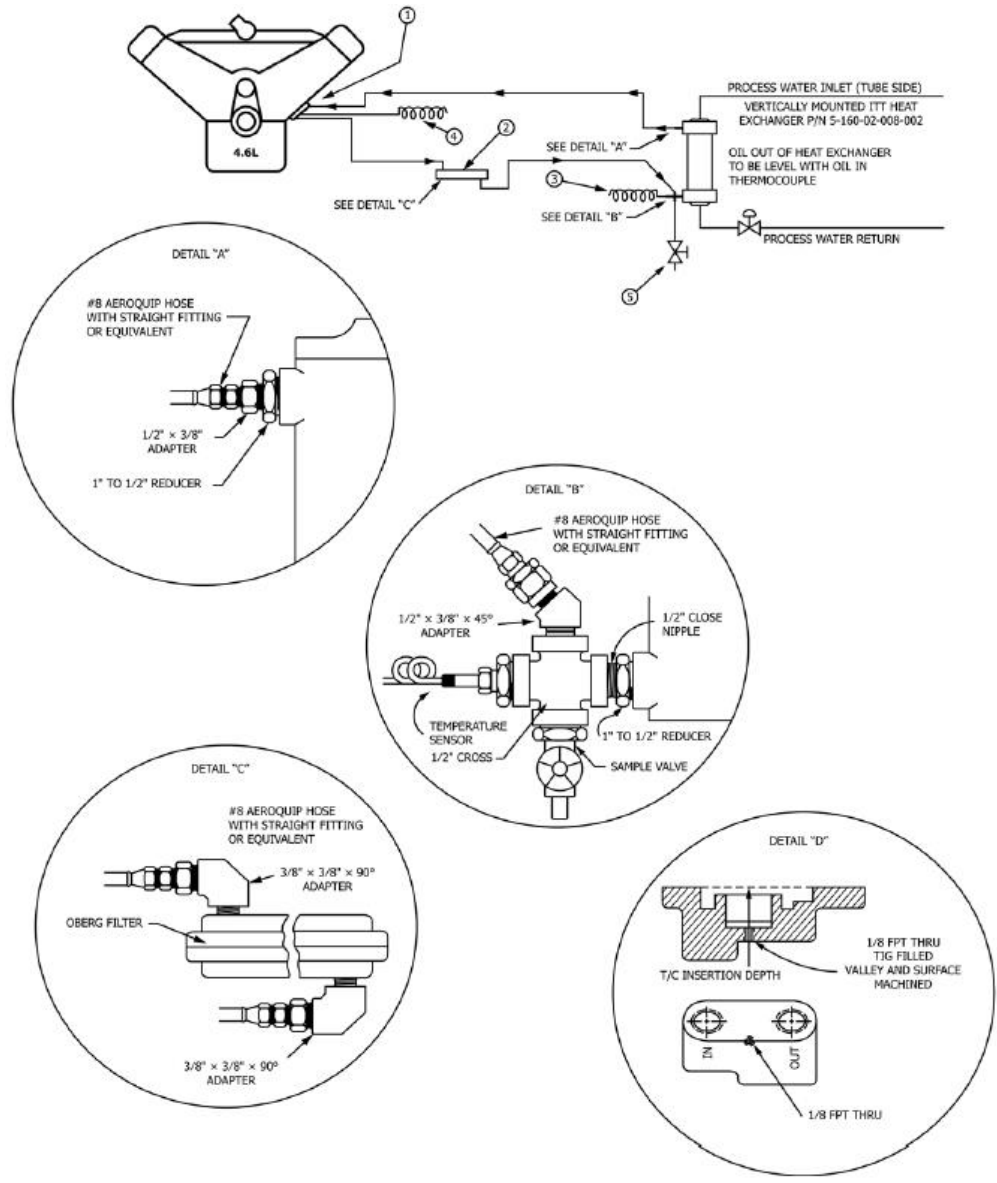 1
PROCESS WATER INLET (TUBE SIDE)
VERTICALLY MOUNTED ITT HEAT
EXCHANGER P/N 5-160-02-008-002
4
2
SEE DETAIL "A"
OIL OUT OF HEAT EXCHANGER
TO BE LEVEL WITH OIL IN
THERMOCOUPLE
4.6L
3
SEE DETAIL "C"
SEE DETAIL "B"
PROCESS WATER RETURN
5
DETAIL "A"
#8 AEROQUIP HOSE
WITH STRAIGHT FITTING
OR EQUIVALENT
1/2" × 3/8"
ADAPTER
1" TO 1/2" REDUCER
DETAIL "B"
#8 AEROQUIP HOSE
WITH STRAIGHT FITTING
OR EQUIVALENT
1/2" × 3/8" × 45°
ADAPTER
1/2" CLOSE
NIPPLE
TEMPERATURE
SENSOR
1/2" CROSS
1" TO 1/2" REDUCER
SAMPLE VALVE
DETAIL "C"
#8 AEROQUIP HOSE
WITH STRAIGHT FITTING
OR EQUIVALENT
3/8" × 3/8" × 90°
ADAPTER
OBERG FILTER
3/8" × 3/8" × 90°
ADAPTER
DETAIL "D"
1/8 FPT THRU
TIG FILLED
VALLEY AND SURFACE
MACHINED
T/C INSERTION DEPTH
IN
OUT
1/8 FPT THRU